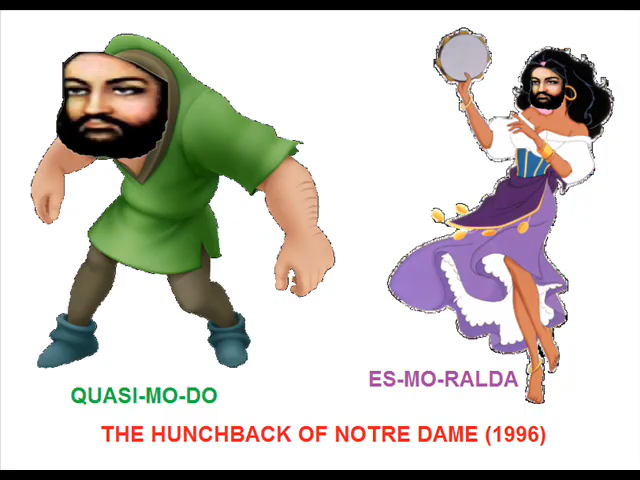 QUASI-MO-DO
ES-MO-RALDA
THE HUNCHBACK OF NOTRE DAME (1996)